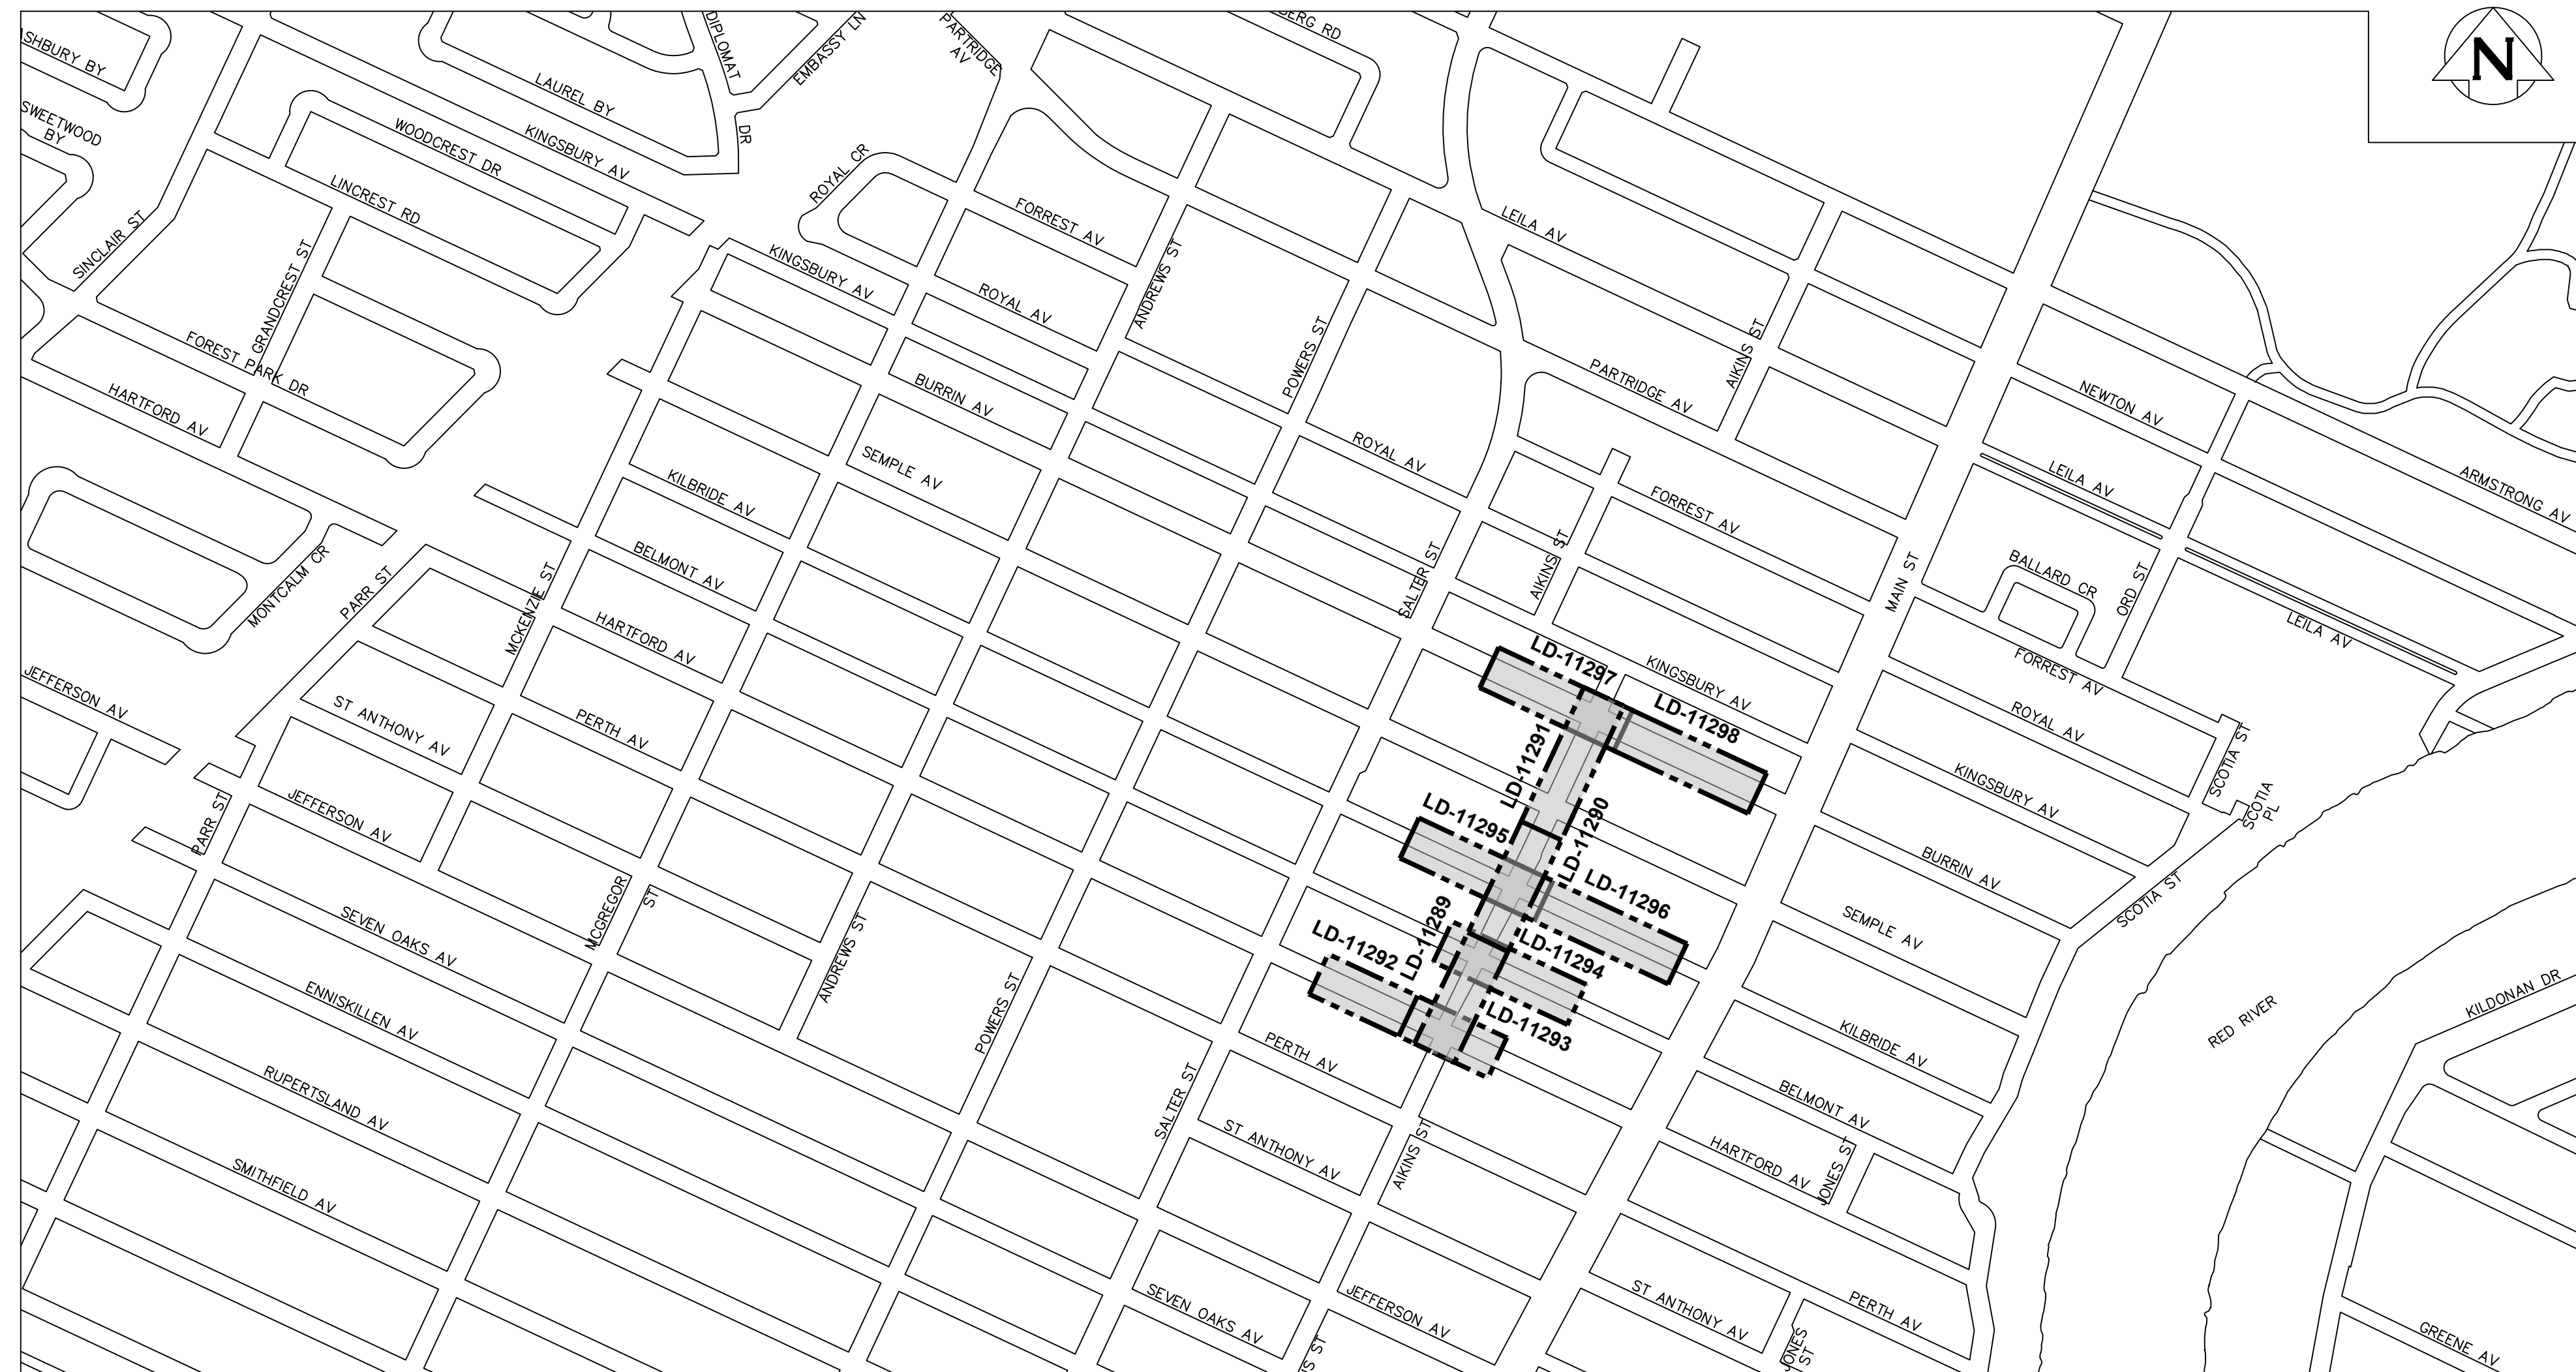 N
BERG RD
PARTRIDGE
AV
DIPLOMAT
DR
EMBASSY LN
ASHBURY BY
LAUREL BY
SWEETWOOD
BY
WOODCREST DR
KINGSBURY AV
LINCREST RD
ROYAL CR
SINCLAIR ST
GRANDCREST ST
FORREST AV
LEILA AV
KINGSBURY AV
ROYAL AV
ANDREWS ST
POWERS ST
AIKINS ST
FOREST PARK DR
HARTFORD AV
BURRIN AV
PARTRIDGE AV
NEWTON AV
SEMPLE AV
ROYAL AV
LEILA AV
ARMSTRONG AV
KILBRIDE AV
FORREST AV
BELMONT AV
SALTER ST
AIKINS ST
MAIN ST
BALLARD CR
ORD ST
MONTCALM CR
PARR ST
MCKENZIE ST
HARTFORD AV
LEILA AV
LD-11297
KINGSBURY AV
FORREST AV
JEFFERSON AV
ST ANTHONY AV
PERTH AV
LD-11298
ROYAL AV
SCOTIA ST
LD-11291
KINGSBURY AV
SCOTIA
PL
JEFFERSON AV
PARR ST
LD-11295
LD-11290
BURRIN AV
SCOTIA ST
LD-11296
SEVEN OAKS AV
MCGREGOR
ST
ANDREWS ST
LD-11292
LD-11289
LD-11294
SEMPLE AV
ENNISKILLEN AV
POWERS ST
LD-11293
KILBRIDE AV
RED RIVER
KILDONAN DR
PERTH AV
RUPERTSLAND AV
SALTER ST
BELMONT AV
SMITHFIELD AV
ST ANTHONY AV
AIKINS ST
HARTFORD AV
JONES ST
SEVEN OAKS AV
JEFFERSON AV
ST ANTHONY AV
PERTH AV
JONES
ST
S ST
GREENE AV